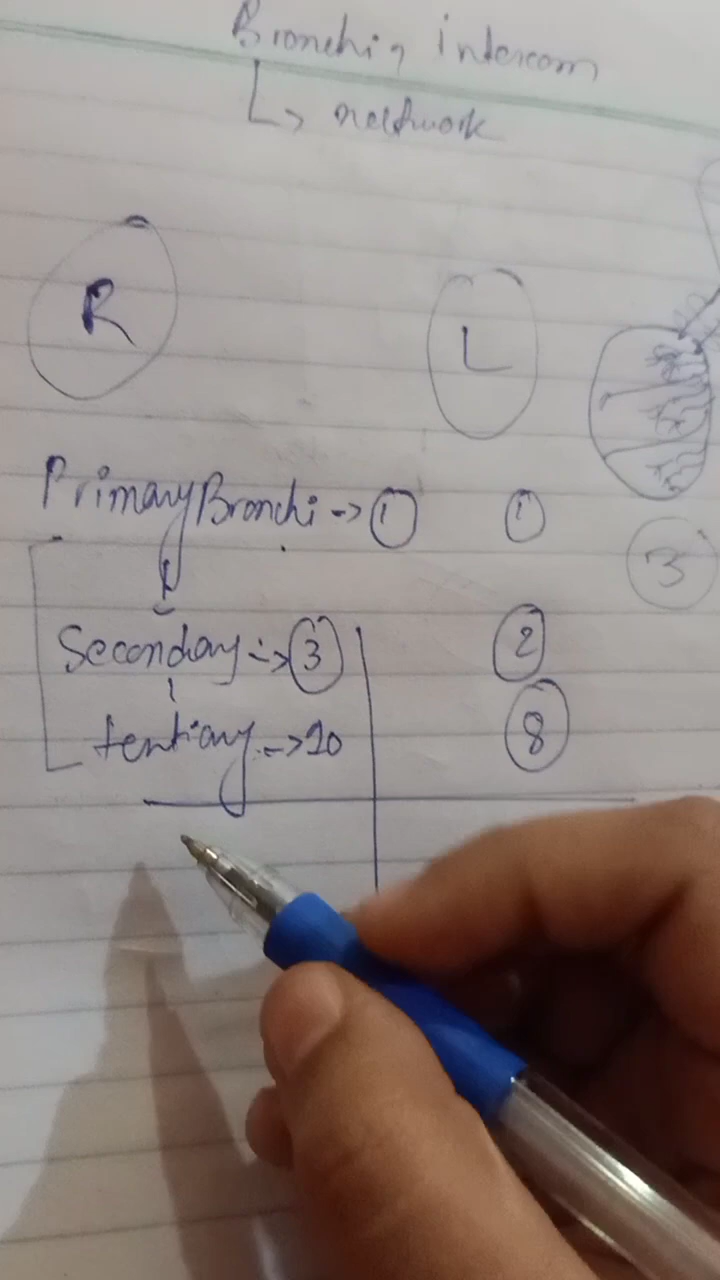 Bronchi, intercom
↳ network
R L
Primary Bronchi -> 1 1
3
Secondary -> 3 2
tertiary -> 10 8